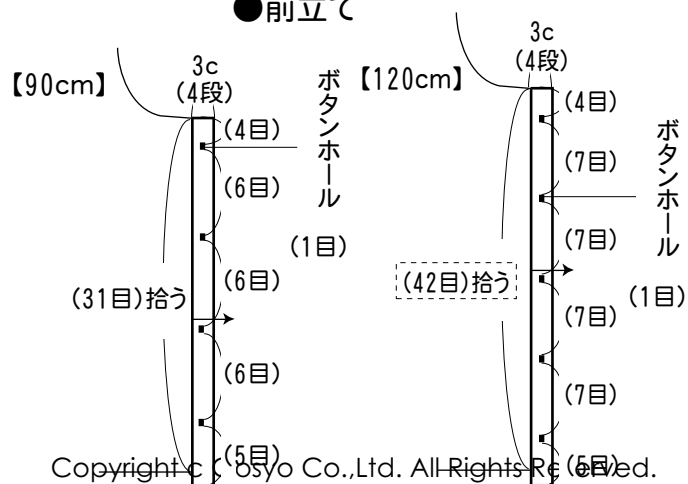 ●前立て
【90cm】
3c
(4段)
(4目)
(6目)
(6目)
(6目)
(5目)
ボタンホール
(1目)
(31目)拾う
【120cm】
3c
(4段)
(4目)
(7目)
(7目)
(7目)
(7目)
(5目)
ボタンホール
(1目)
(42目)拾う
Copyright c Gosyo Co.,Ltd. All Rights Reserved.